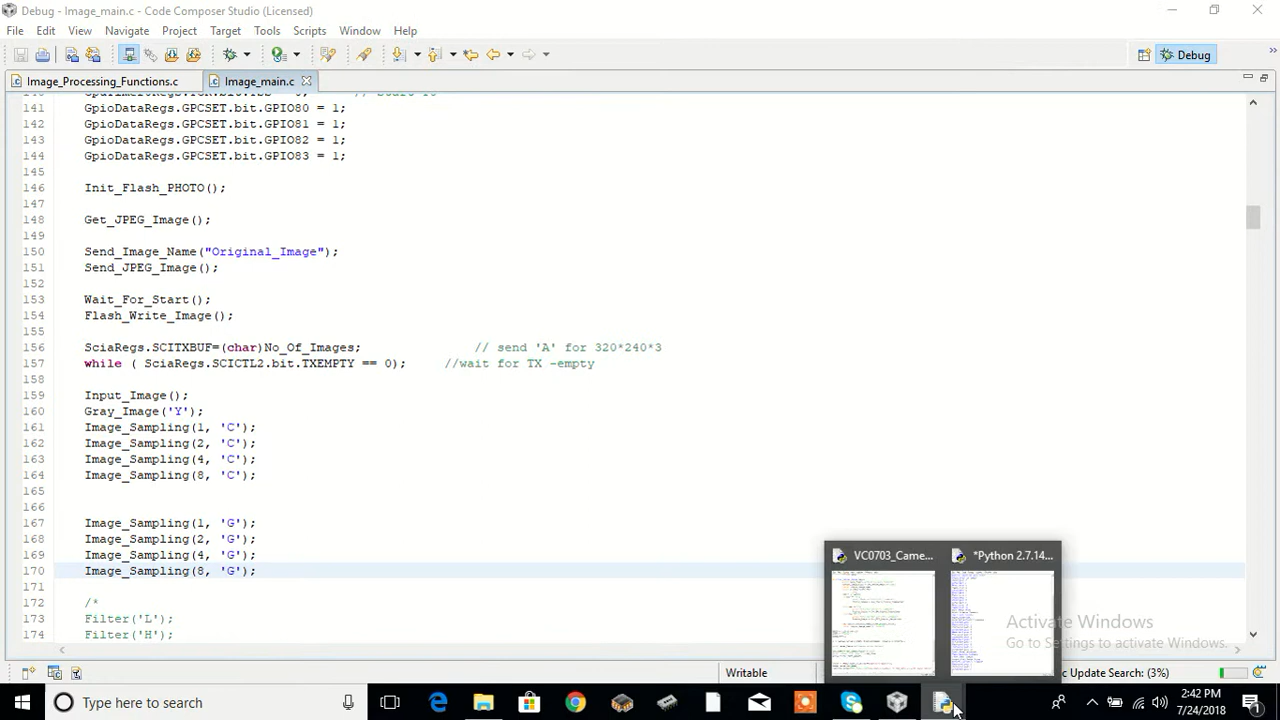 Debug - Image_main.c - Code Composer Studio (Licensed)
File Edit View Navigate Project Target Tools Scripts Window Help
Debug
Image_Processing_Functions.c Image_main.c
141 GpioDataRegs.GPCSET.bit.GPIO80 = 1;
142 GpioDataRegs.GPCSET.bit.GPIO81 = 1;
143 GpioDataRegs.GPCSET.bit.GPIO82 = 1;
144 GpioDataRegs.GPCSET.bit.GPIO83 = 1;
145
146 Init_Flash_PHOTO();
147
148 Get_JPEG_Image();
149
150 Send_Image_Name("Original_Image");
151 Send_JPEG_Image();
152
153 Wait_For_Start();
154 Flash_Write_Image();
155
156 SciaRegs.SCITXBUF=(char)No_Of_Images; // send 'A' for 320*240*3
157 while ( SciaRegs.SCICTL2.bit.TXEMPTY == 0); //wait for TX -empty
158
159 Input_Image();
160 Gray_Image('Y');
161 Image_Sampling(1, 'C');
162 Image_Sampling(2, 'C');
163 Image_Sampling(4, 'C');
164 Image_Sampling(8, 'C');
165
166
167 Image_Sampling(1, 'G');
168 Image_Sampling(2, 'G');
169 Image_Sampling(4, 'G');
170 Image_Sampling(8, 'G');
171
172 /*
173 Filter('L');
174 Filter('H');
VC0703_Came... *Python 2.7.14...
Activate Windows
Go to Settings to activate Windows.
Writable c Update Search: (3%)
Type here to search
2:42 PM
7/24/2018
1